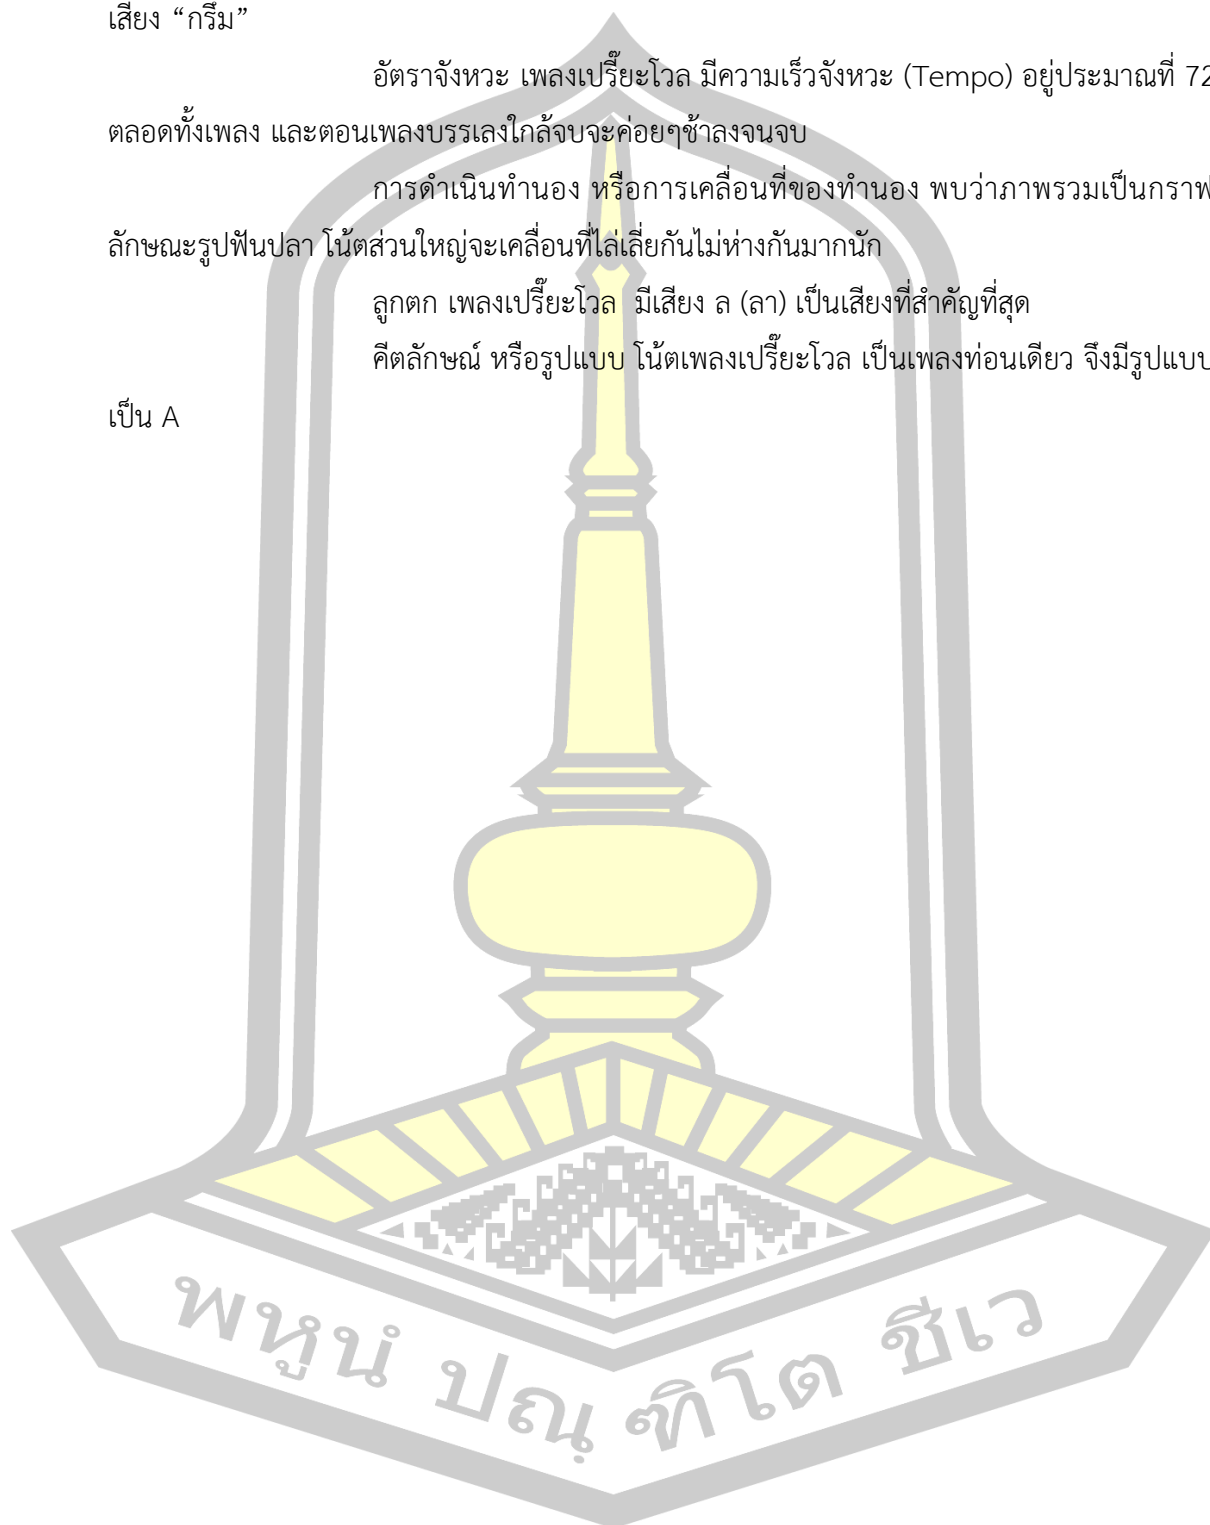 เสียง “กรึม”
อัตราจังหวะ เพลงเปรี๊ยะโวล มีความเร็วจังหวะ (Tempo) อยู่ประมาณที่ 72
ตลอดทั้งเพลง และตอนเพลงบรรเลงใกล้จบจะค่อยๆช้าลงจนจบ
การดำเนินทำนอง หรือการเคลื่อนที่ของทำนอง พบว่าภาพรวมเป็นกราฟ
ลักษณะรูปฟันปลา โน้ตส่วนใหญ่จะเคลื่อนที่ไล่เลี่ยกันไม่ห่างกันมากนัก
ลูกตก เพลงเปรี๊ยะโวล มีเสียง ล (ลา) เป็นเสียงที่สำคัญที่สุด
คีตลักษณ์ หรือรูปแบบ โน้ตเพลงเปรี๊ยะโวล เป็นเพลงท่อนเดียว จึงมีรูปแบบ
เป็น A
พหูนํ ปณฺฑิโต ชีเว